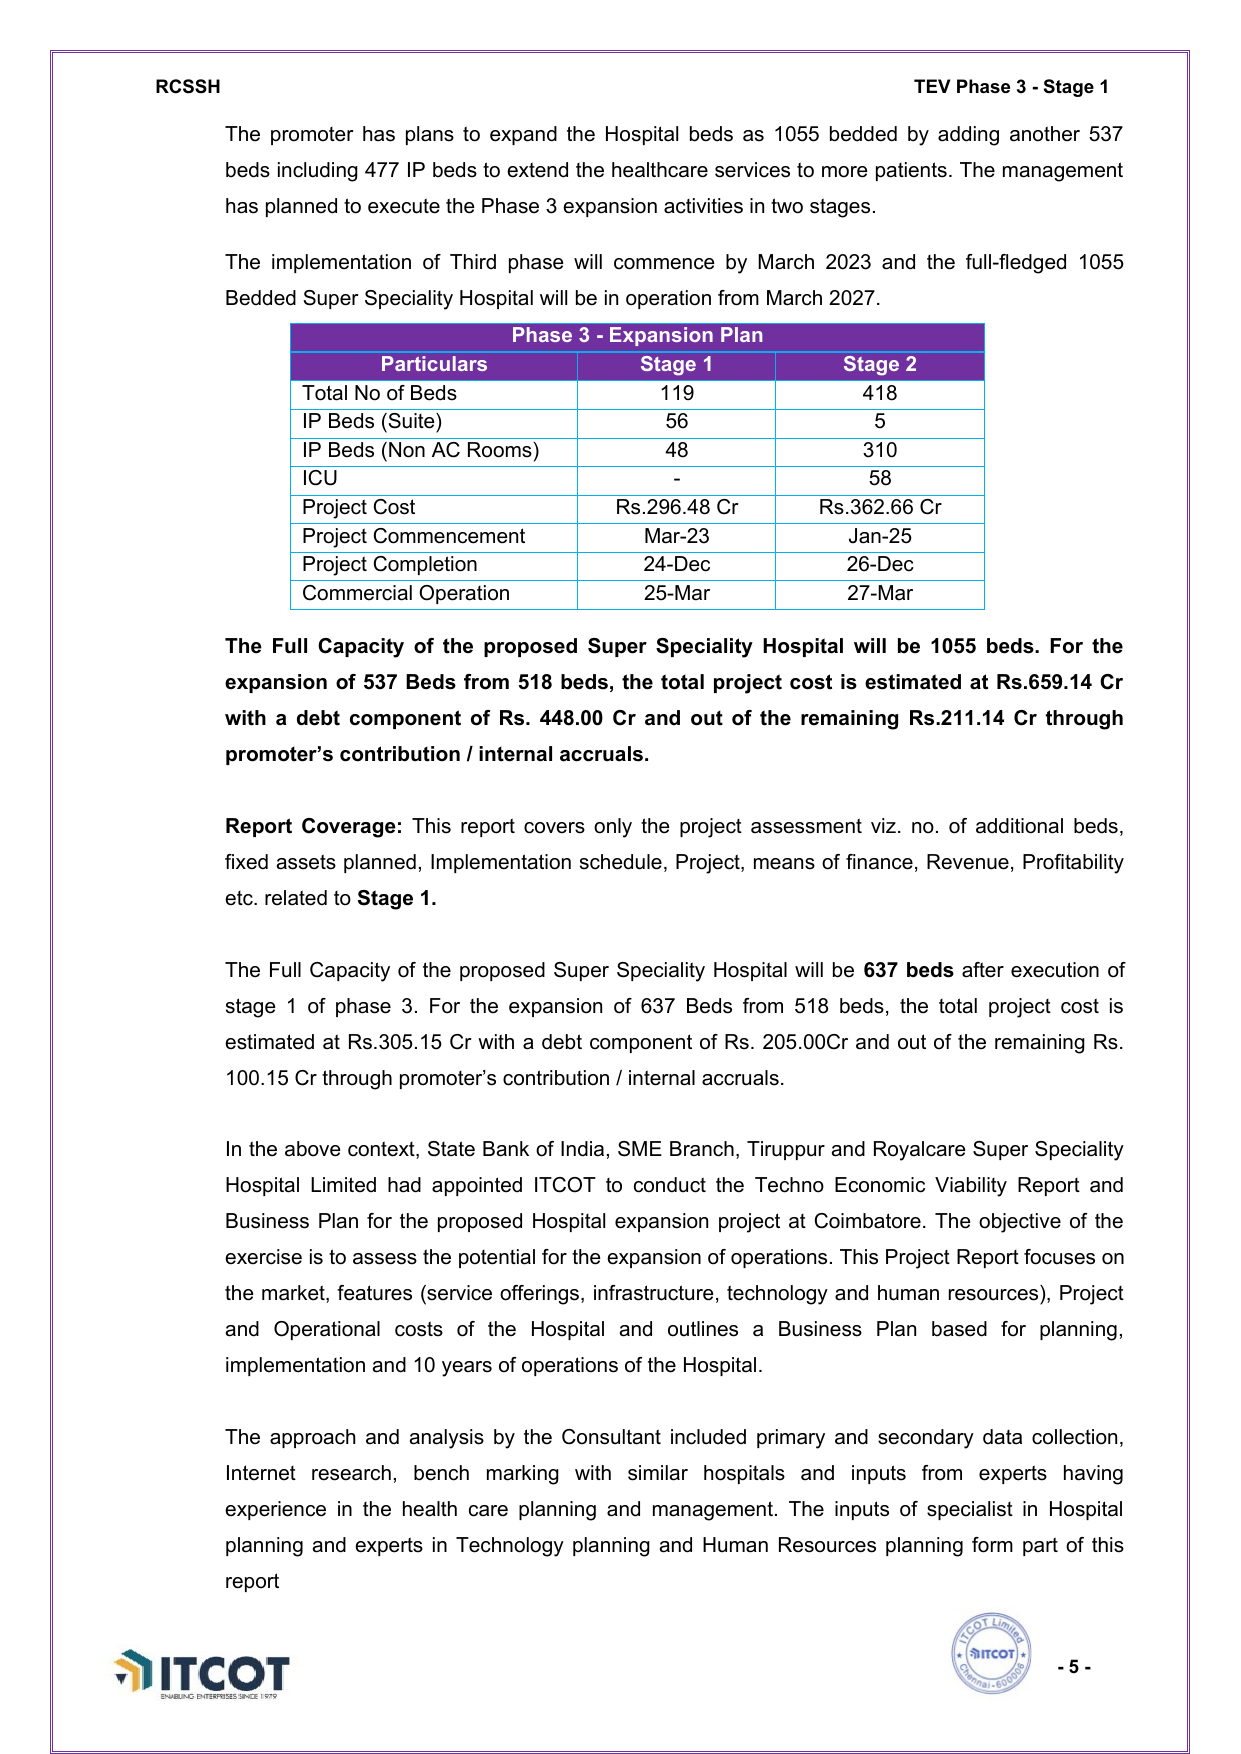 RCSSH TEV Phase 3 - Stage 1
The promoter has plans to expand the Hospital beds as 1055 bedded by adding another 537
beds including 477 IP beds to extend the healthcare services to more patients. The management
has planned to execute the Phase 3 expansion activities in two stages.
The implementation of Third phase will commence by March 2023 and the full-fledged 1055
Bedded Super Speciality Hospital will be in operation from March 2027.
Phase 3 - Expansion Plan
Particulars Stage 1 Stage 2
Total No of Beds 119 418
IP Beds (Suite) 56 5
IP Beds (Non AC Rooms) 48 310
ICU - 58
Project Cost Rs.296.48 Cr Rs.362.66 Cr
Project Commencement Mar-23 Jan-25
Project Completion 24-Dec 26-Dec
Commercial Operation 25-Mar 27-Mar
The Full Capacity of the proposed Super Speciality Hospital will be 1055 beds. For the
expansion of 537 Beds from 518 beds, the total project cost is estimated at Rs.659.14 Cr
with a debt component of Rs. 448.00 Cr and out of the remaining Rs.211.14 Cr through
promoter’s contribution / internal accruals.
Report Coverage: This report covers only the project assessment viz. no. of additional beds,
fixed assets planned, Implementation schedule, Project, means of finance, Revenue, Profitability
etc. related to Stage 1.
The Full Capacity of the proposed Super Speciality Hospital will be 637 beds after execution of
stage 1 of phase 3. For the expansion of 637 Beds from 518 beds, the total project cost is
estimated at Rs.305.15 Cr with a debt component of Rs. 205.00Cr and out of the remaining Rs.
100.15 Cr through promoter’s contribution / internal accruals.
In the above context, State Bank of India, SME Branch, Tiruppur and Royalcare Super Speciality
Hospital Limited had appointed ITCOT to conduct the Techno Economic Viability Report and
Business Plan for the proposed Hospital expansion project at Coimbatore. The objective of the
exercise is to assess the potential for the expansion of operations. This Project Report focuses on
the market, features (service offerings, infrastructure, technology and human resources), Project
and Operational costs of the Hospital and outlines a Business Plan based for planning,
implementation and 10 years of operations of the Hospital.
The approach and analysis by the Consultant included primary and secondary data collection,
Internet research, bench marking with similar hospitals and inputs from experts having
experience in the health care planning and management. The inputs of specialist in Hospital
planning and experts in Technology planning and Human Resources planning form part of this
report
ITCOT
ENABLING ENTERPRISES SINCE 1979
ITCOT Limited
ITCOT
Chennai-600006
- 5 -